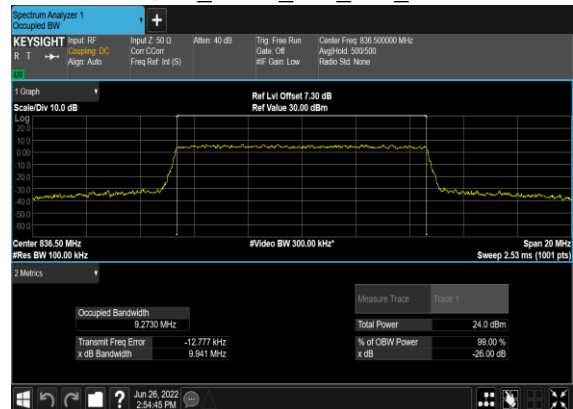 Spectrum Analyzer 1
Occupied BW
+
KEYSIGHT Input: RF Input Z: 50 Ω Atten: 40 dB Trig: Free Run Center Freq: 836.500000 MHz
R T Coupling: DC Corr CCorr Gate: Off Avg|Hold: 500/500
Align: Auto Freq Ref: Int (S) #IF Gain: Low Radio Std: None
1 Graph
Ref Lvl Offset 7.30 dB
Scale/Div 10.0 dB Ref Value 30.00 dBm
Log
20.0
10.0
0.00
-10.0
-20.0
-30.0
-40.0
-50.0
-60.0
Center 836.50 MHz #Video BW 300.00 kHz* Span 20 MHz
#Res BW 100.00 kHz Sweep 2.53 ms (1001 pts)
2 Metrics
Measure Trace Trace 1
Occupied Bandwidth
9.2730 MHz Total Power 24.0 dBm
Transmit Freq Error -12.777 kHz % of OBW Power 99.00 %
x dB Bandwidth 9.941 MHz x dB -26.00 dB
? Jun 26, 2022
2:54:45 PM